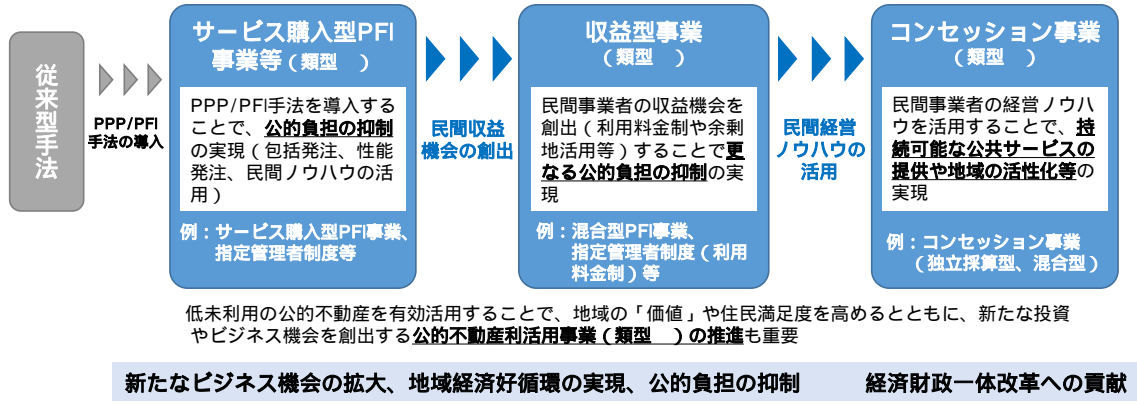 従来型手法
PPP/PFI
手法の導入
サービス購入型PFI
事業等（類型　）
PPP/PFI手法を導入する
ことで、公的負担の抑制
の実現（包括発注、性能
発注、民間ノウハウの活
用）
例：サービス購入型PFI事業、
指定管理者制度等
民間収益
機会の創出
収益型事業
（類型　）
民間事業者の収益機会を
創出（利用料金制や余剰
地活用等）することで更
なる公的負担の抑制の実
現
例：混合型PFI事業、
指定管理者制度（利用
料金制）等
民間経営
ノウハウの
活用
コンセッション事業
（類型　）
民間事業者の経営ノウハ
ウを活用することで、持
続可能な公共サービスの
提供や地域の活性化等の
実現
例：コンセッション事業
（独立採算型、混合型）
低未利用の公的不動産を有効活用することで、地域の「価値」や住民満足度を高めるとともに、新たな投資
やビジネス機会を創出する公的不動産利活用事業（類型　）の推進も重要
新たなビジネス機会の拡大、地域経済好循環の実現、公的負担の抑制　　経済財政一体改革への貢献